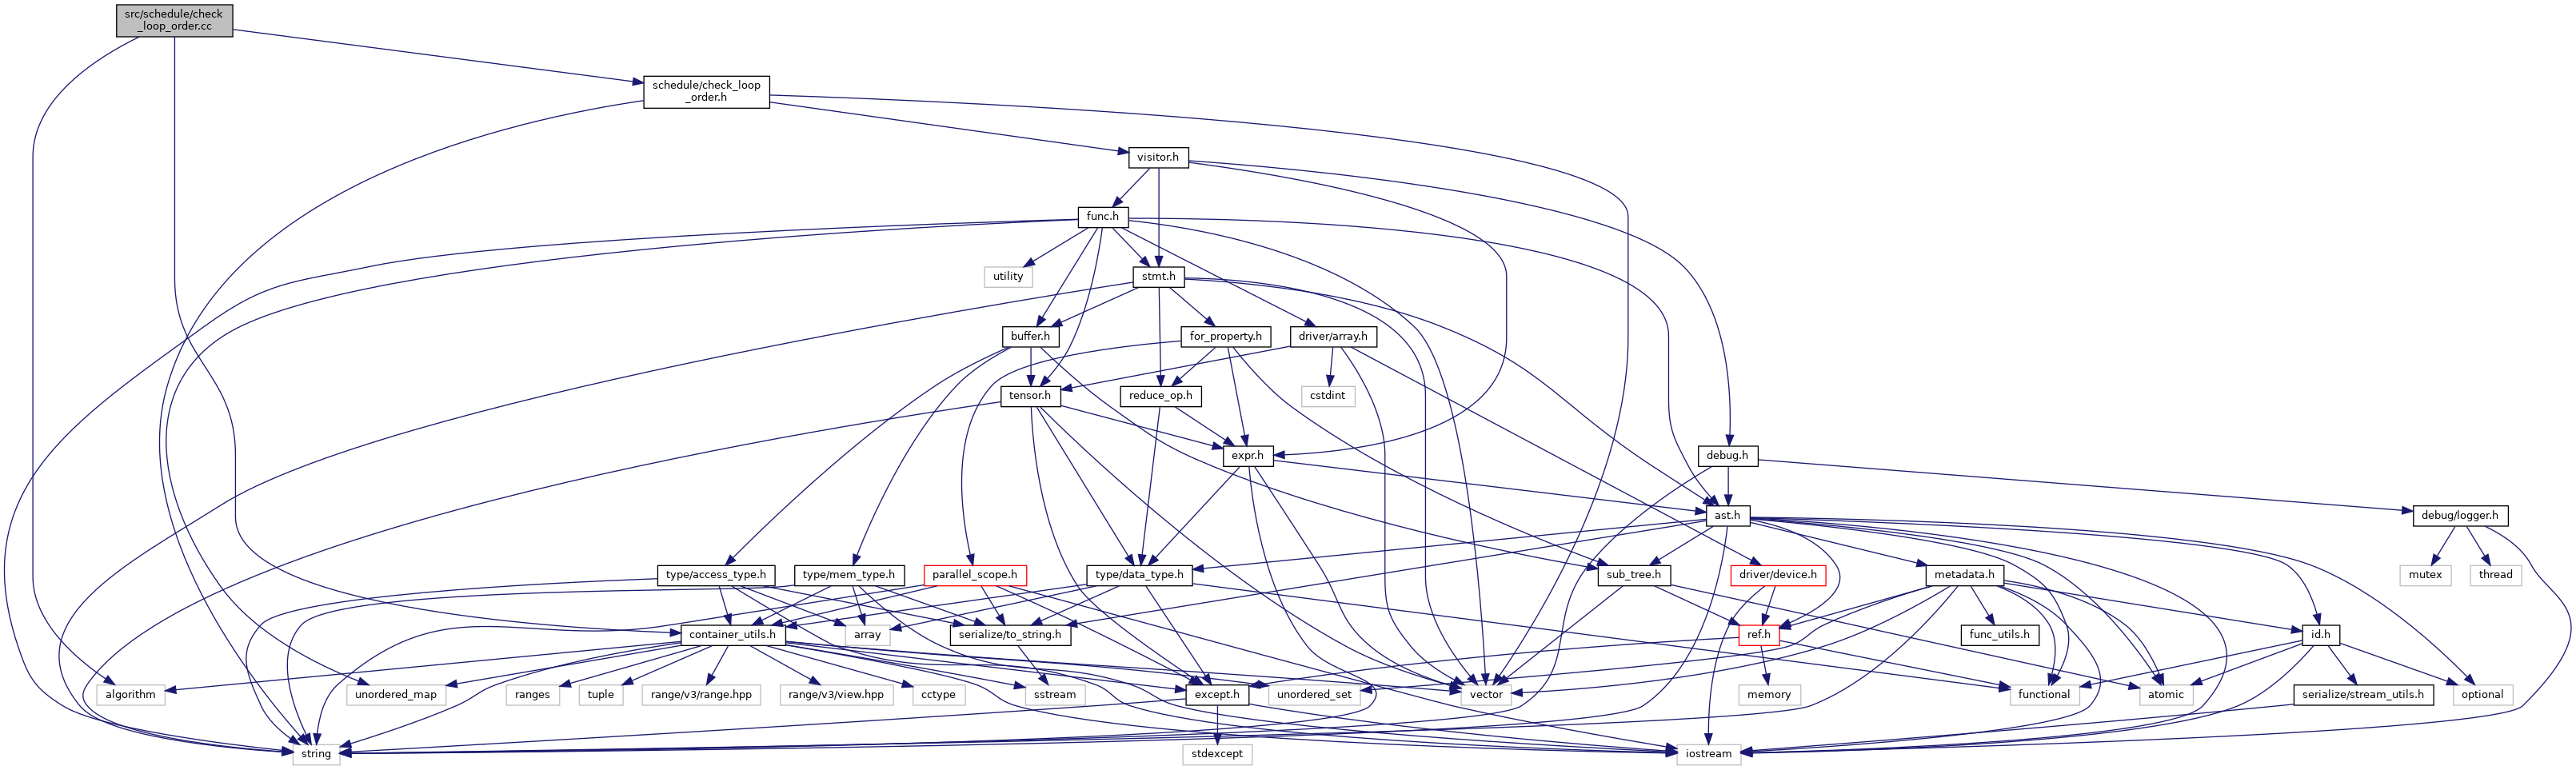 src/schedule/check
_loop_order.cc
schedule/check_loop
_order.h
visitor.h
func.h
utility
stmt.h
buffer.h
for_property.h
driver/array.h
tensor.h
reduce_op.h
cstdint
expr.h
debug.h
ast.h
debug/logger.h
type/access_type.h
type/mem_type.h
parallel_scope.h
type/data_type.h
sub_tree.h
driver/device.h
metadata.h
mutex
thread
container_utils.h
array
serialize/to_string.h
ref.h
func_utils.h
id.h
algorithm
unordered_map
ranges
tuple
range/v3/range.hpp
range/v3/view.hpp
cctype
sstream
except.h
unordered_set
vector
memory
functional
atomic
serialize/stream_utils.h
optional
string
stdexcept
iostream